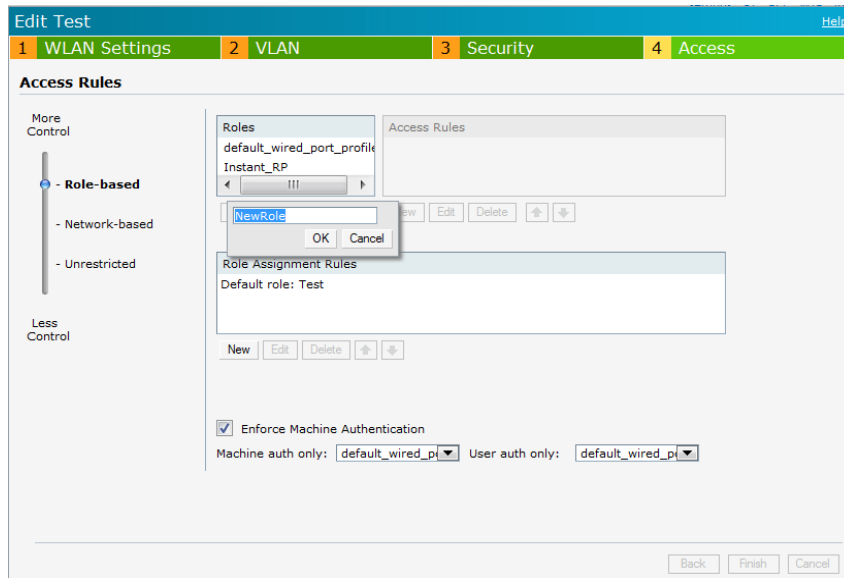 Edit Test
Help
1 WLAN Settings
2 VLAN
3 Security
4 Access
Access Rules
More
Control
- Role-based
- Network-based
- Unrestricted
Less
Control
Roles
default_wired_port_profile
Instant_RP
Access Rules
Edit
Delete
NewRole
OK
Cancel
Role Assignment Rules
Default role: Test
New
Edit
Delete
Enforce Machine Authentication
Machine auth only: default_wired_p
User auth only: default_wired_p
Back
Finish
Cancel